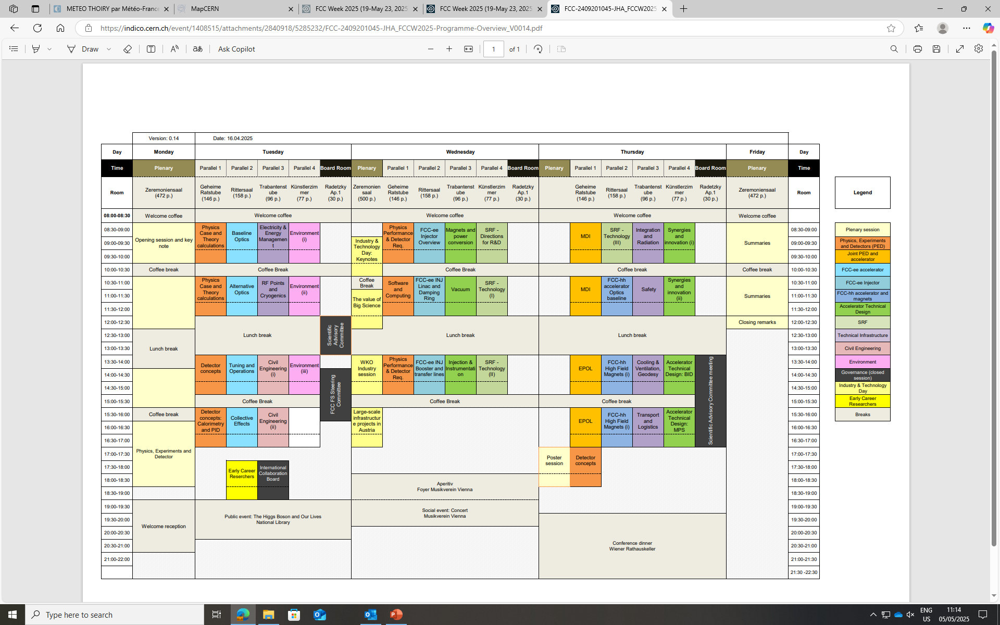 METEO THOIRY par Météo-France
MapCERN
FCC Week 2025 (19-May 23, 2025
FCC Week 2025 (19-May 23, 2025
FCC-2409201045-JHA_FCCW2025
https://indico.cern.ch/event/1408515/attachments/2840918/5285232/FCC-2409201045-JHA_FCCW2025-Programme-Overview_V0014.pdf
Draw
Ask Copilot
1 of 1
Version: 0.14
Date: 16.04.2025
Day
Monday
Tuesday
Wednesday
Thursday
Friday
Day
Time
Plenary
Parallel 1
Parallel 2
Parallel 3
Parallel 4
Board Room
Plenary
Parallel 1
Parallel 2
Parallel 3
Parallel 4
Board Room
Plenary
Parallel 1
Parallel 2
Parallel 3
Parallel 4
Board Room
Plenary
Time
Room
Zeremoniensaal
(472 p.)
Geheime
Ratstube
(146 p.)
Rittersaal
(158 p.)
Trabantenst
ube
(96 p.)
Künstlerzim
mer
(77 p.)
Radetzky
Ap.1
(30 p.)
Zeremonien
saal
(500 p.)
Geheime
Ratstube
(146 p.)
Rittersaal
(158 p.)
Trabantenst
ube
(96 p.)
Künstlerzim
mer
(77 p.)
Radetzky
Ap.1
(30 p.)
Geheime
Ratstube
(146 p.)
Rittersaal
(158 p.)
Trabantenst
ube
(96 p.)
Künstlerzim
mer
(77 p.)
Radetzky
Ap.1
(30 p.)
Zeremoniensaal
(472 p.)
Room
Legend
08:00-08:30
Welcome coffee
Welcome coffee
Welcome coffee
Welcome coffee
Welcome coffee
08:30-09:00
09:00-09:30
09:30-10:00
Opening session and key
note
Physics
Case and
Theory
calculations
Baseline
Optics
Electricity &
Energy
Managemen
t
Environment
(i)
Industry &
Technology
Day:
Keynotes
Physics
Performance
& Detector
Req.
FCC-ee
Injector
Overview
Magnets and
power
conversion
SRF -
Directions
for R&D
MDI
SRF -
Technology
(III)
Integration
and
Radiation
Synergies
and
innovation (i)
Summaries
08:30-09:00
09:00-09:30
09:30-10:00
10:00-10:30
Coffee break
Coffee Break
Coffee Break
Coffee break
Coffee break
10:00-10:30
10:30-11:00
11:00-11:30
11:30-12:00
Physics
Case and
Theory
calculations
Alternative
Optics
RF Points
and
Cryogenics
Environment
(ii)
Coffee
Break
The value of
Big Science
Software
and
Computing
FCC-ee INJ
Linac and
Damping
Ring
Vacuum
SRF -
Technology
(I)
MDI
FCC-hh
accelerator
Optics
baseline
Safety
Synergies
and
innovation
(ii)
Summaries
10:30-11:00
11:00-11:30
11:30-12:00
12:00-12:30
12:30-13:00
13:00-13:30
Lunch break
Lunch break
Scientific
Advisory
Committee
Lunch break
Lunch break
Closing remarks
12:00-12:30
12:30-13:00
13:00-13:30
13:30-14:00
14:00-14:30
14:30-15:00
Detector
concepts
Tuning and
Operations
Civil
Engineering
(i)
Environment
(iii)
FCC FS Steering
Committee
WKO
Industry
session
Physics
Performance
& Detector
Req.
FCC-ee INJ
Booster and
transfer lines
Injection &
Instrumentati
on
SRF -
Technology
(II)
EPOL
FCC-hh
High Field
Magnets (i)
Cooling &
Ventilation,
Geodesy
Accelerator
Technical
Design: BID
Scientific Advisory Committee meeting
13:30-14:00
14:00-14:30
14:30-15:00
15:00-15:30
Coffee Break
Coffee Break
Coffee break
15:00-15:30
15:30-16:00
16:00-16:30
16:30-17:00
Coffee break
Detector
concepts:
Calorimetry
and PID
Collective
Effects
Civil
Engineering
(ii)
Large-scale
infrastructur
e projects in
Austria
EPOL
FCC-hh
High Field
Magnets (i)
Transport
and
Logistics
Accelerator
Technical
Design:
MPS
15:30-16:00
16:00-16:30
16:30-17:00
Physics, Experiments and
Detector
17:00-17:30
17:30-18:00
18:00-18:30
18:30-19:00
Early Career
Reserchers
International
Collaboration
Board
Aperitiv
Foyer Musikverein Vienna
Poster
session
Detector
concepts
17:00-17:30
17:30-18:00
18:00-18:30
18:30-19:00
19:00-19:30
19:30-20:00
20:00-20:30
20:30-21:00
21:00-22:00
Welcome reception
Public event: The Higgs Boson and Our Lives
National Library
Social event: Concert
Musikverein Vienna
Conference dinner
Wiener Rathauskeller
19:00-19:30
19:30-20:00
20:00-20:30
20:30-21:00
21:00-21:30
21:30 -22:30
Plenary session
Physics, Experiments
and Detectors (PED)
Joint PED and
accelerator
FCC-ee accelerator
FCC-ee Injector
FCC-hh accelerator and
magnets
Accelerator Technical
Design
SRF
Technical Infrastructure
Civil Engineering
Environment
Governance (closed
session)
Industry & Technology
Day
Early Career
Researchers
Breaks
Type here to search
ENG
US
11:14
05/05/2025